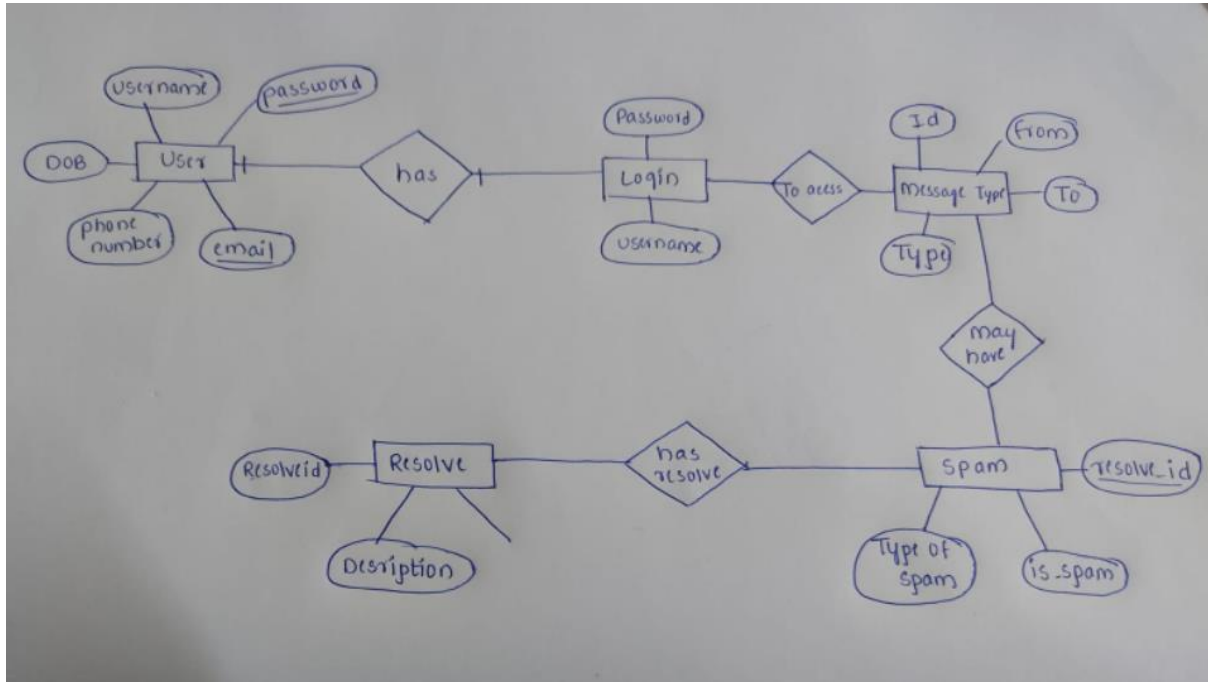 username
password
DOB
User
phone
number
email
has
Password
Login
username
To acess
Id
from
Message Type
To
Type
may
have
Resolveid
Resolve
Desription
has
resolve
Spam
resolve_id
Type of
spam
is_spam